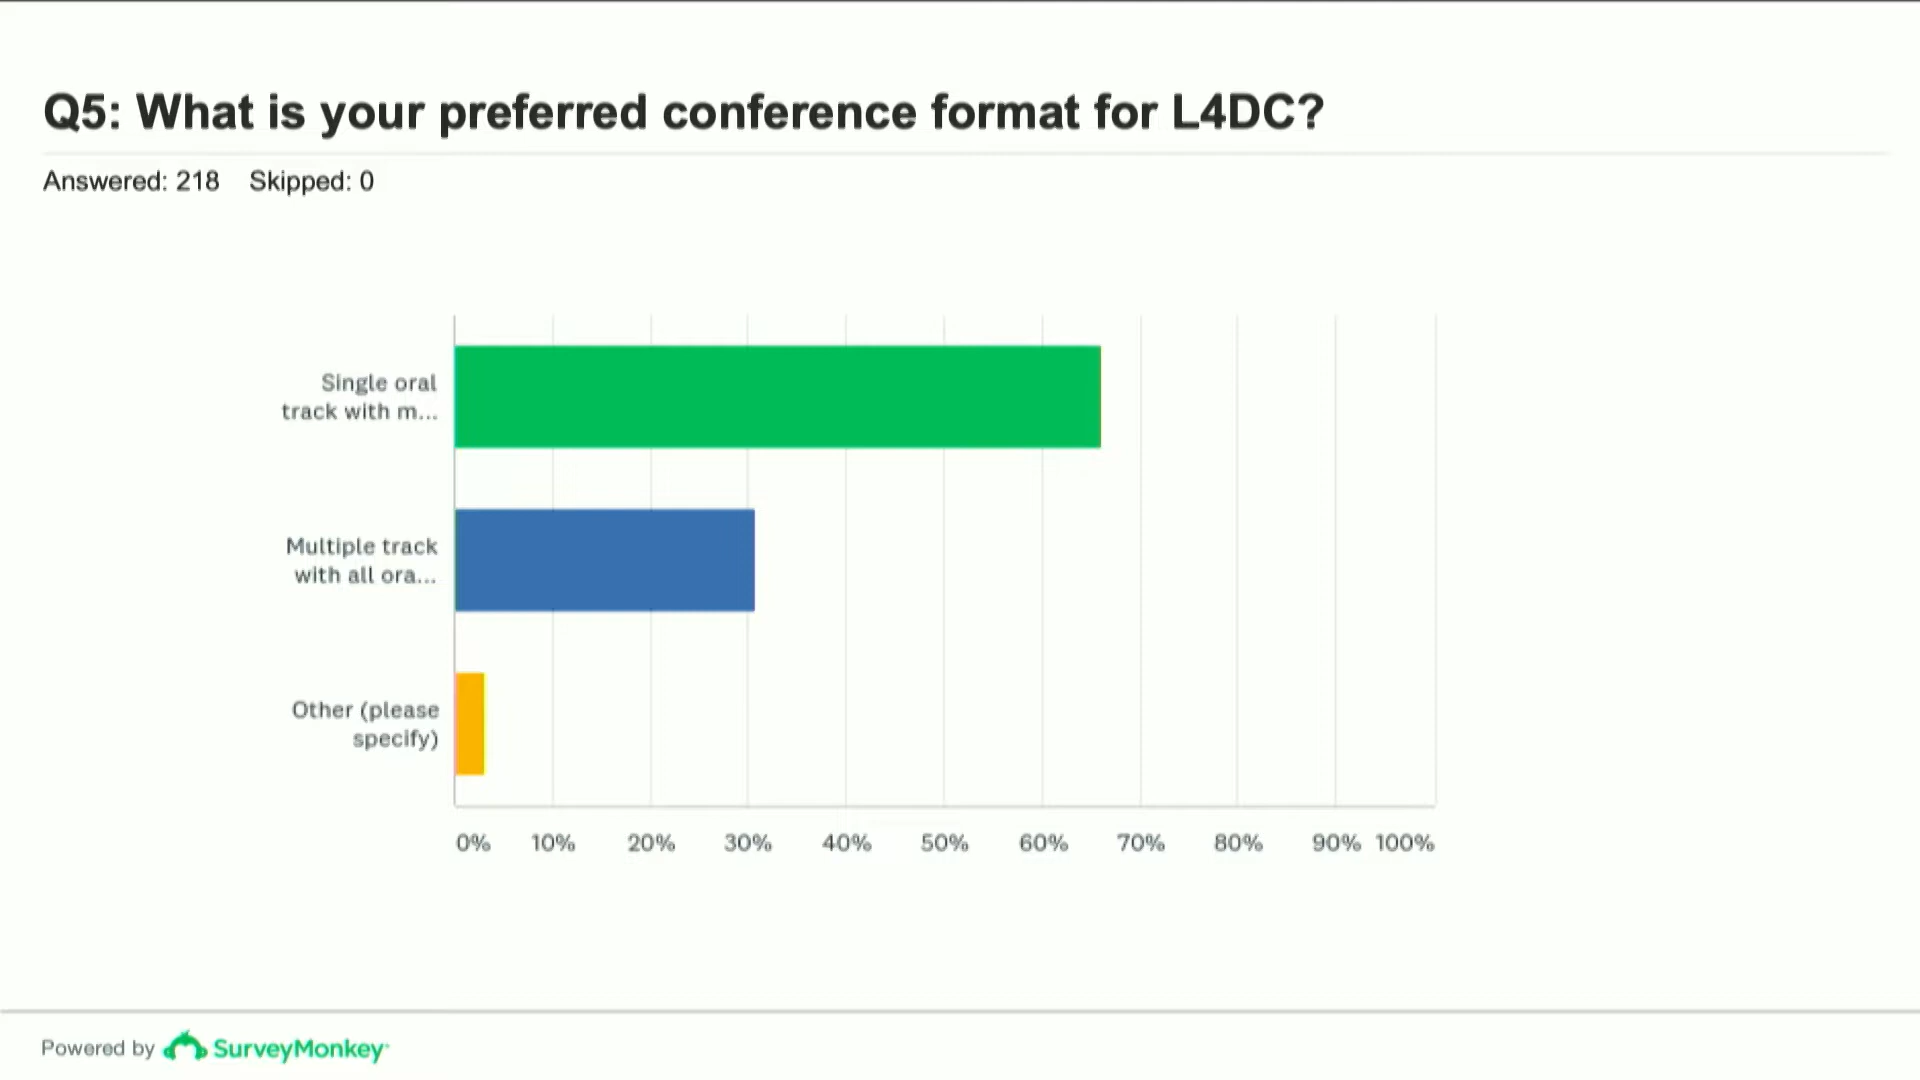 Q5: What is your preferred conference format for L4DC?
Answered: 218 Skipped: 0
Single oral
track with m...
Multiple track
with all ora...
Other (please
specify)
0% 10% 20% 30% 40% 50% 60% 70% 80% 90% 100%
Powered by SurveyMonkey